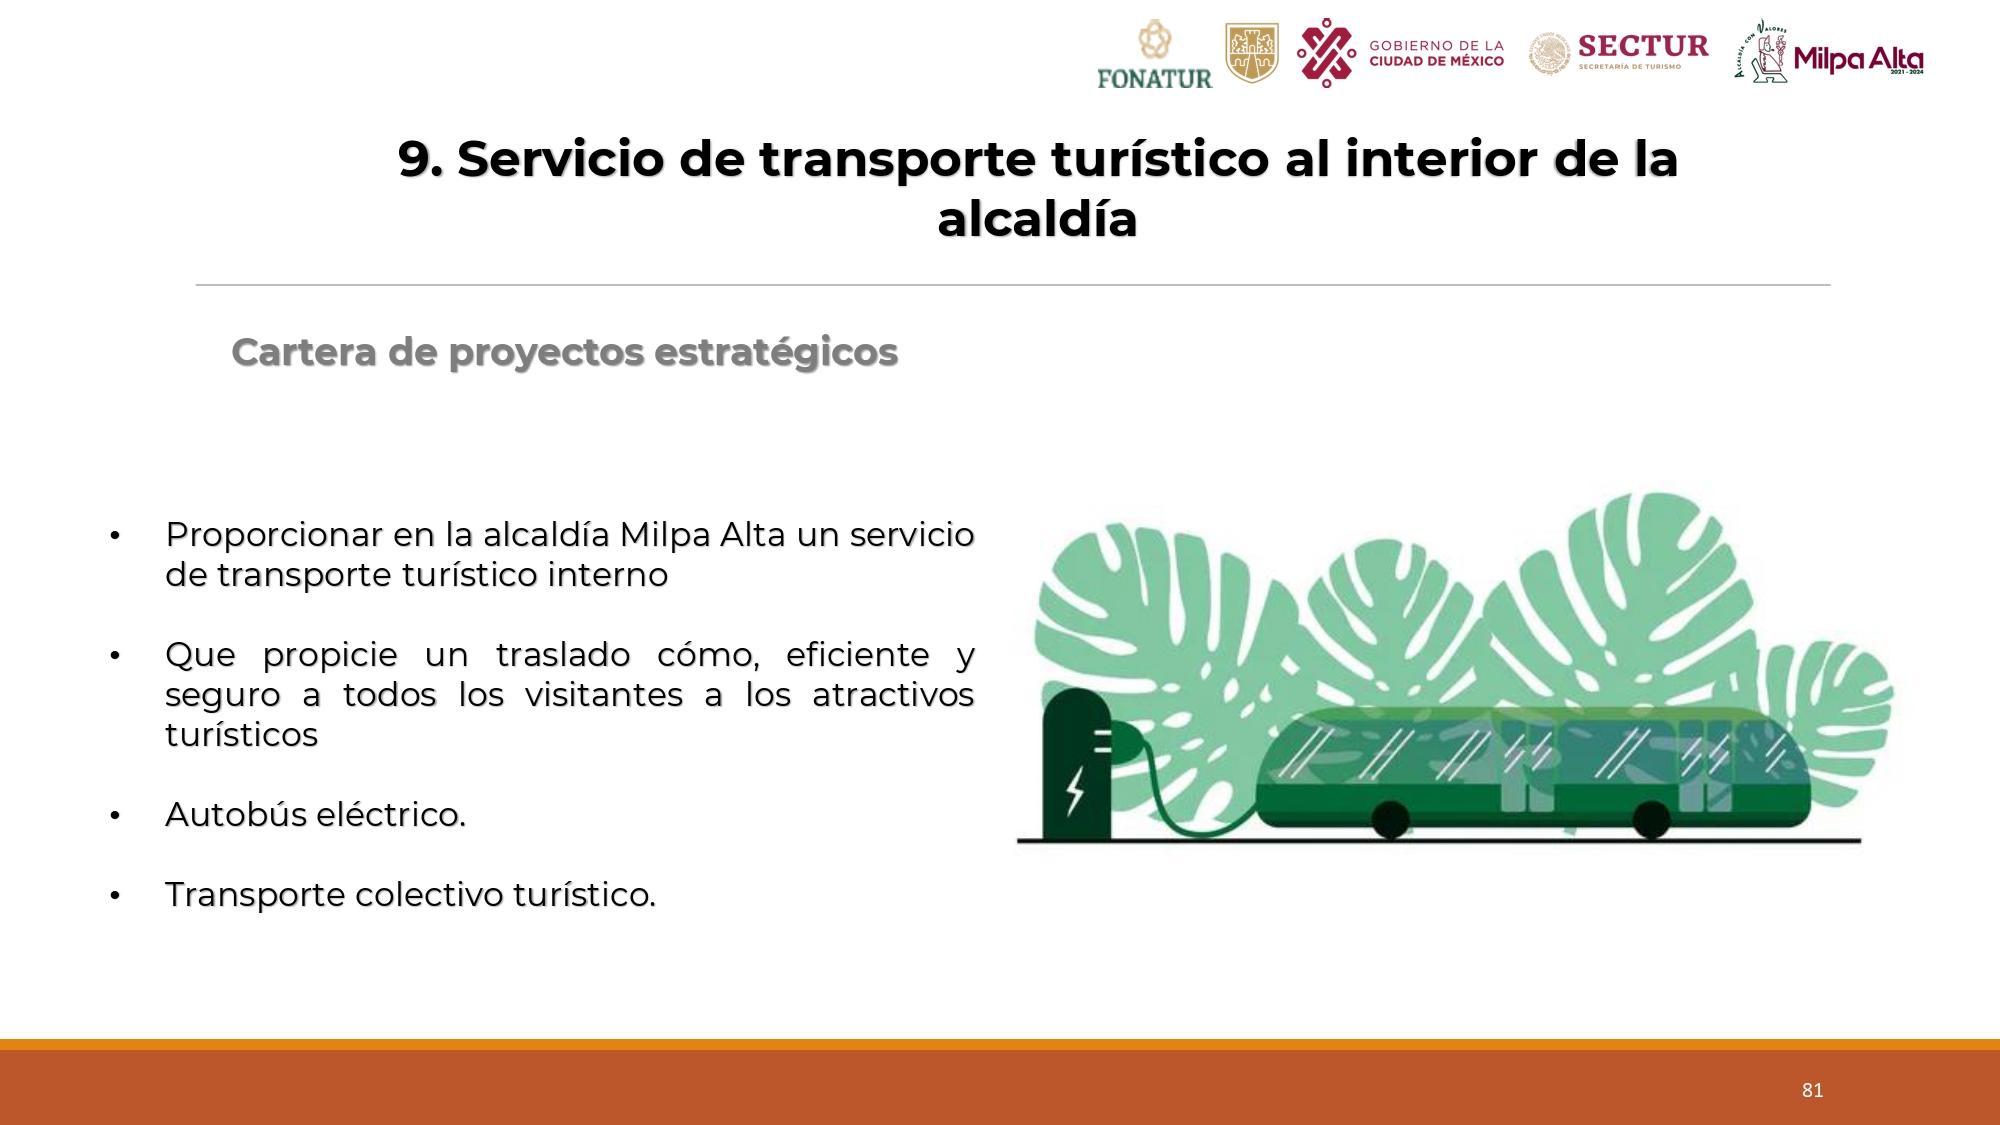 FONATUR
GOBIERNO DE LA
CIUDAD DE MÉXICO
SECTUR
SECRETARÍA DE TURISMO
ALCALDÍA CON VALORES
Milpa Alta
2021 - 2024
9. Servicio de transporte turístico al interior de la
alcaldía
Cartera de proyectos estratégicos
• Proporcionar en la alcaldía Milpa Alta un servicio
de transporte turístico interno
• Que propicie un traslado cómo, eficiente y
seguro a todos los visitantes a los atractivos
turísticos
• Autobús eléctrico.
• Transporte colectivo turístico.
81